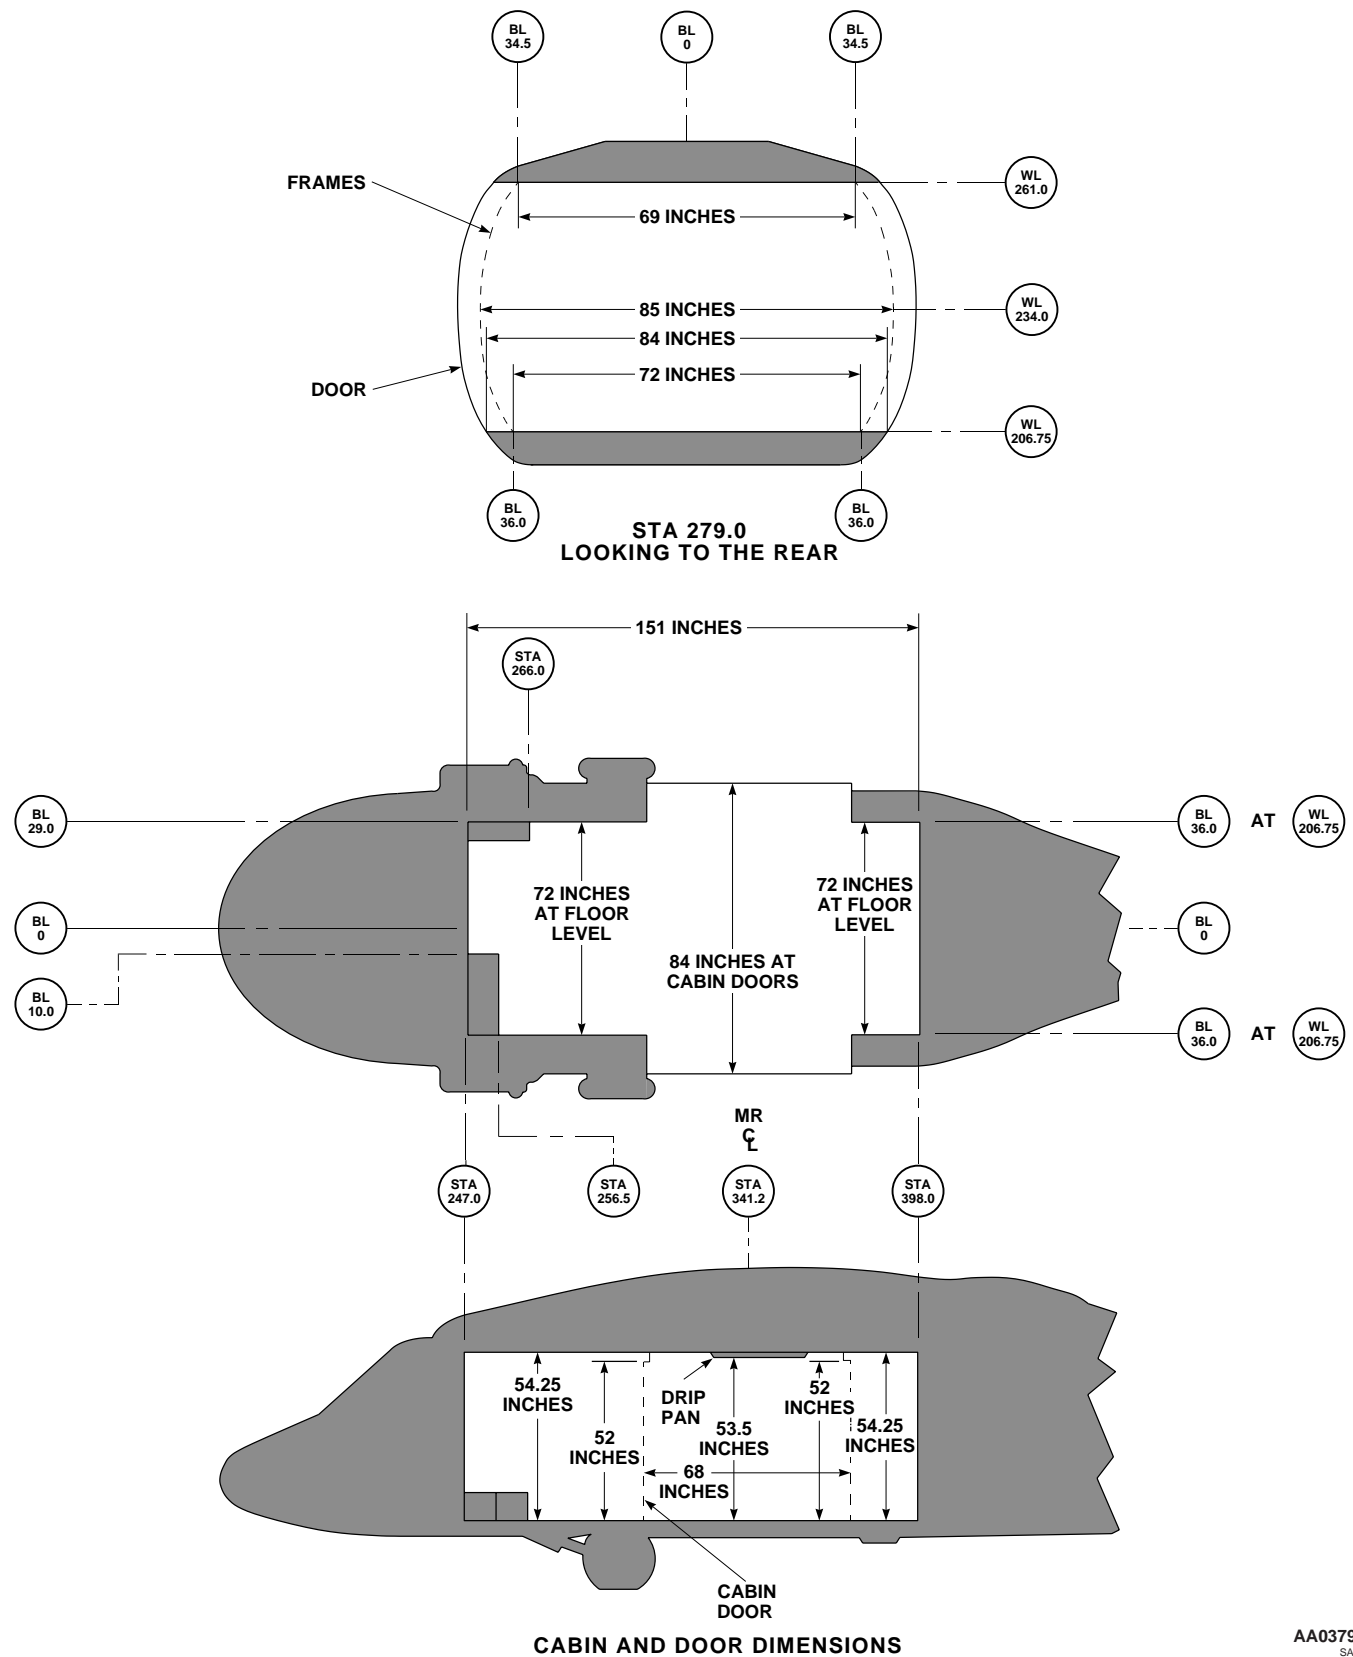 BL
34.5
BL
0
BL
34.5
FRAMES
WL
261.0
69 INCHES
85 INCHES
WL
234.0
84 INCHES
72 INCHES
DOOR
WL
206.75
BL
36.0
BL
36.0
STA 279.0
LOOKING TO THE REAR
151 INCHES
STA
266.0
BL
29.0
BL
36.0
AT
WL
206.75
72 INCHES
AT FLOOR
LEVEL
72 INCHES
AT FLOOR
LEVEL
BL
0
BL
0
84 INCHES AT
CABIN DOORS
BL
10.0
BL
36.0
AT
WL
206.75
MR
CL
STA
247.0
STA
256.5
STA
341.2
STA
398.0
54.25
INCHES
52
INCHES
DRIP
PAN
53.5
INCHES
52
INCHES
54.25
INCHES
68
INCHES
CABIN
DOOR
CABIN AND DOOR DIMENSIONS
AA0379
SA